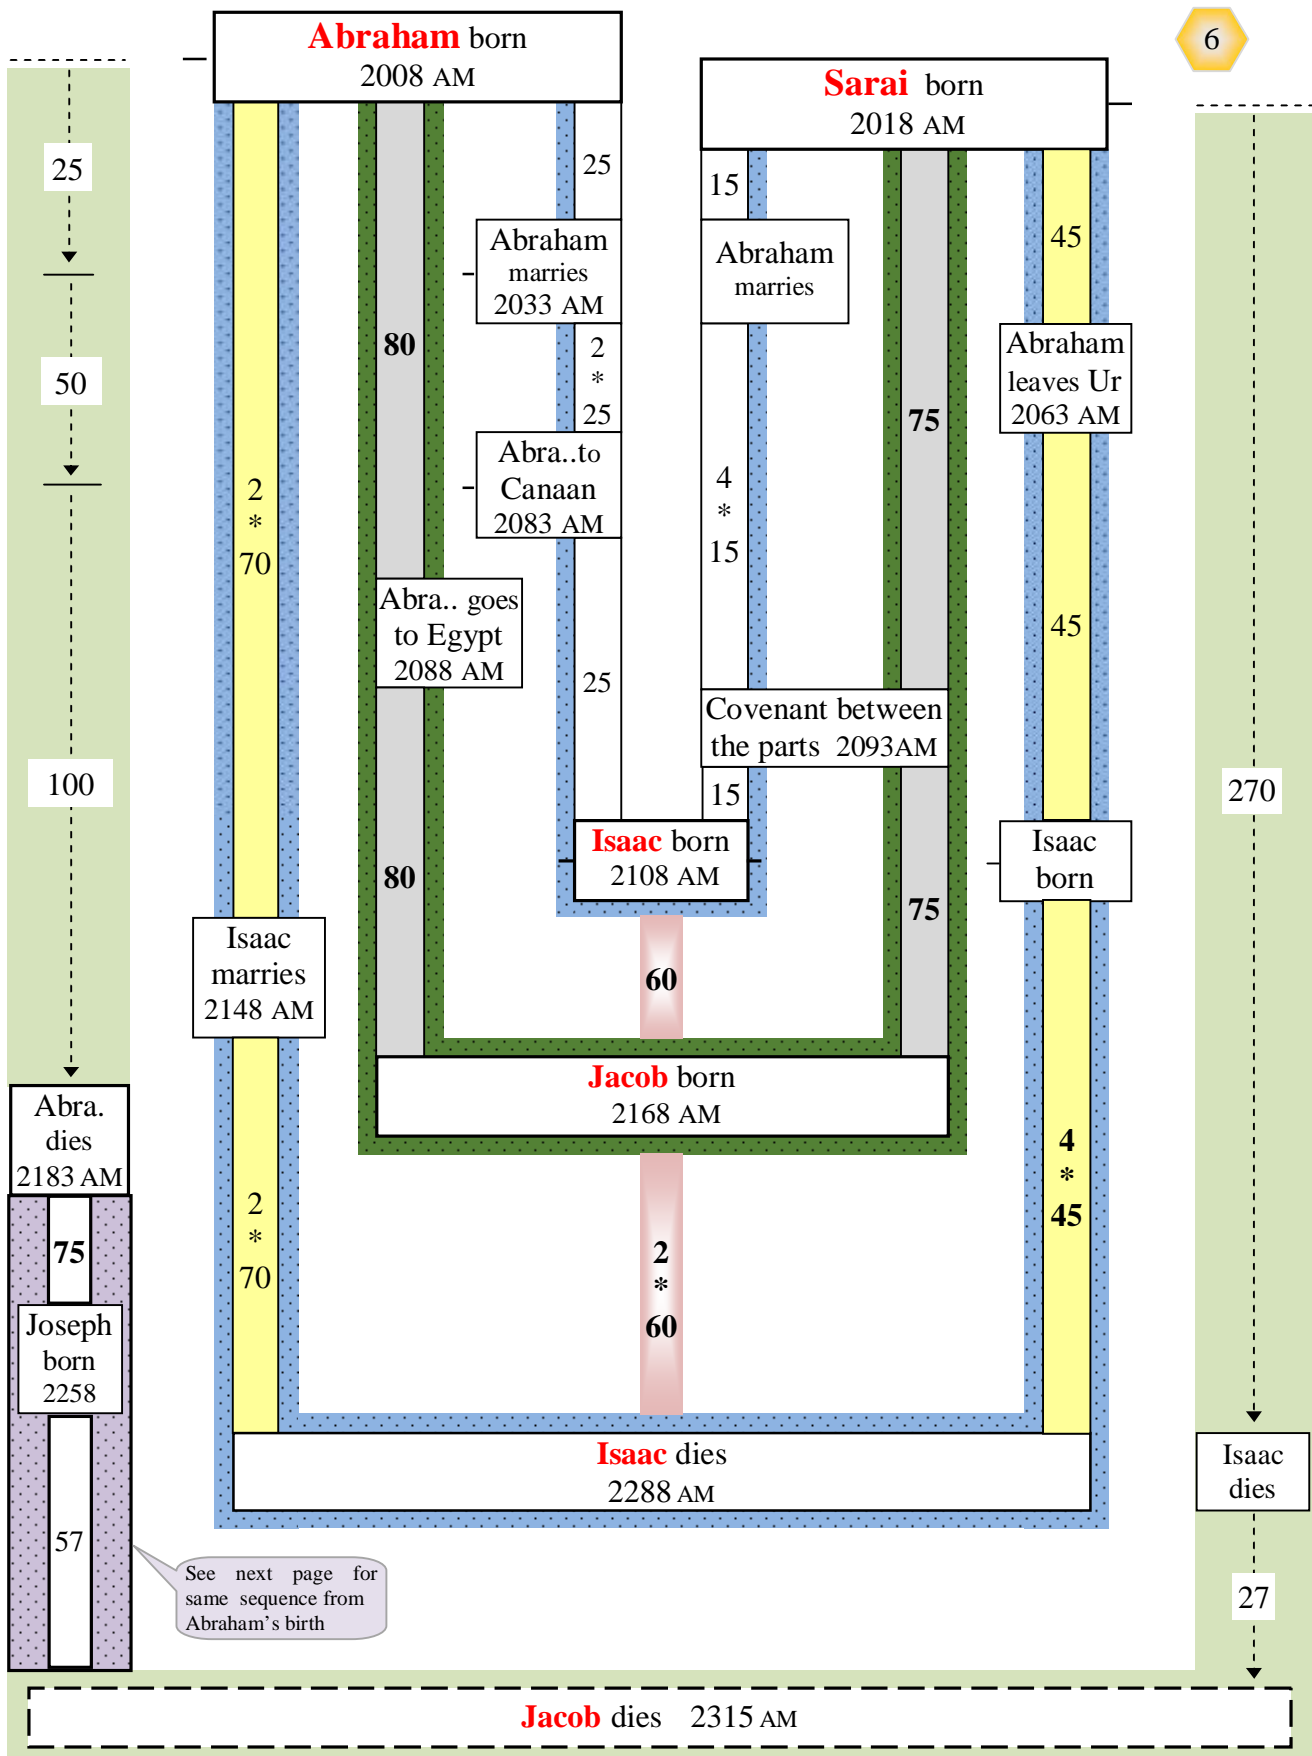 Abraham born
2008 AM
6
Sarai born
2018 AM
25
50
100
Abra.
dies
2183 AM
75
Joseph
born
2258
57
2
*
70
Isaac
marries
2148 AM
2
*
70
80
Abra.. goes
to Egypt
2088 AM
80
25
Abraham
marries
2033 AM
2
*
25
Abra..to
Canaan
2083 AM
25
15
Abraham
marries
4
*
15
Covenant between
the parts 2093AM
15
Isaac born
2108 AM
60
75
75
Jacob born
2168 AM
2
*
60
45
Abraham
leaves Ur
2063 AM
45
Isaac
born
4
*
45
Isaac dies
2288 AM
270
Isaac
dies
27
See next page for
same sequence from
Abraham's birth
Jacob dies 2315 AM